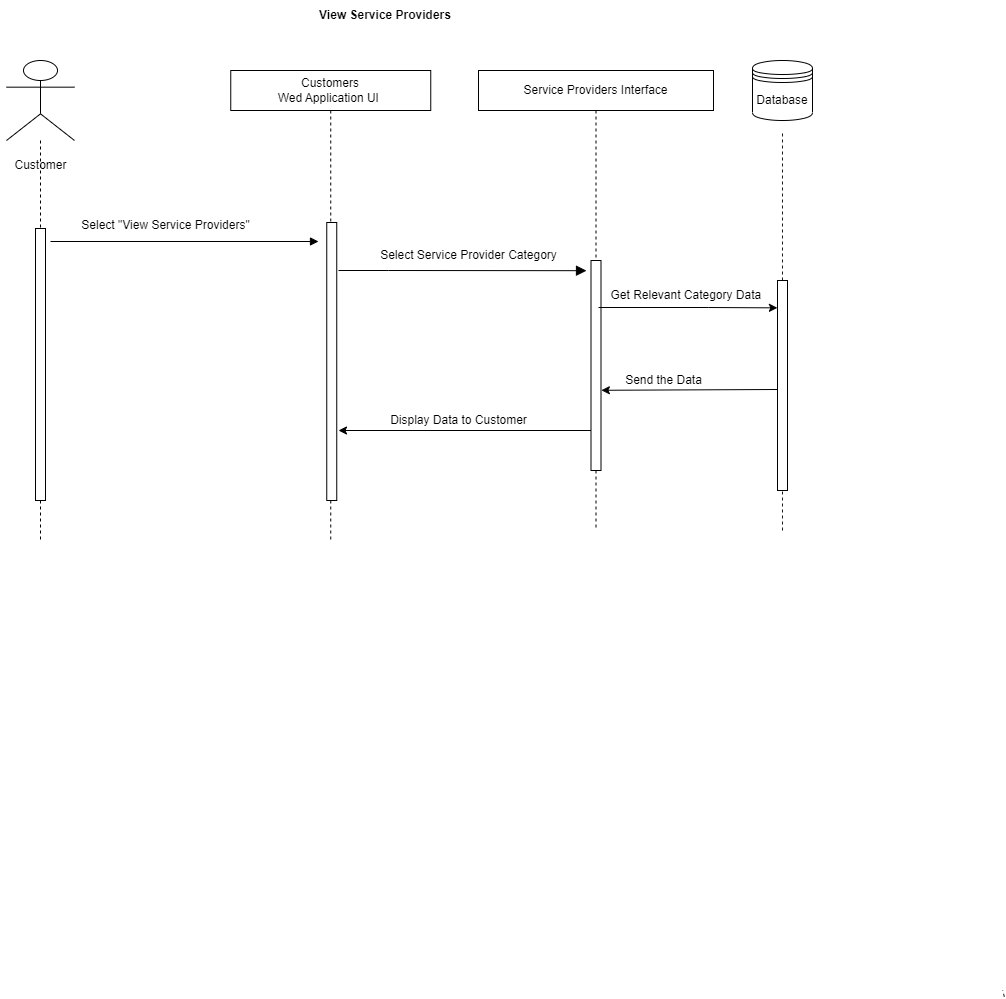 View Service Providers
Customers
Wed Application UI
Service Providers Interface
Database
Customer
Select "View Service Providers"
Select Service Provider Category
Get Relevant Category Data
Send the Data
Display Data to Customer